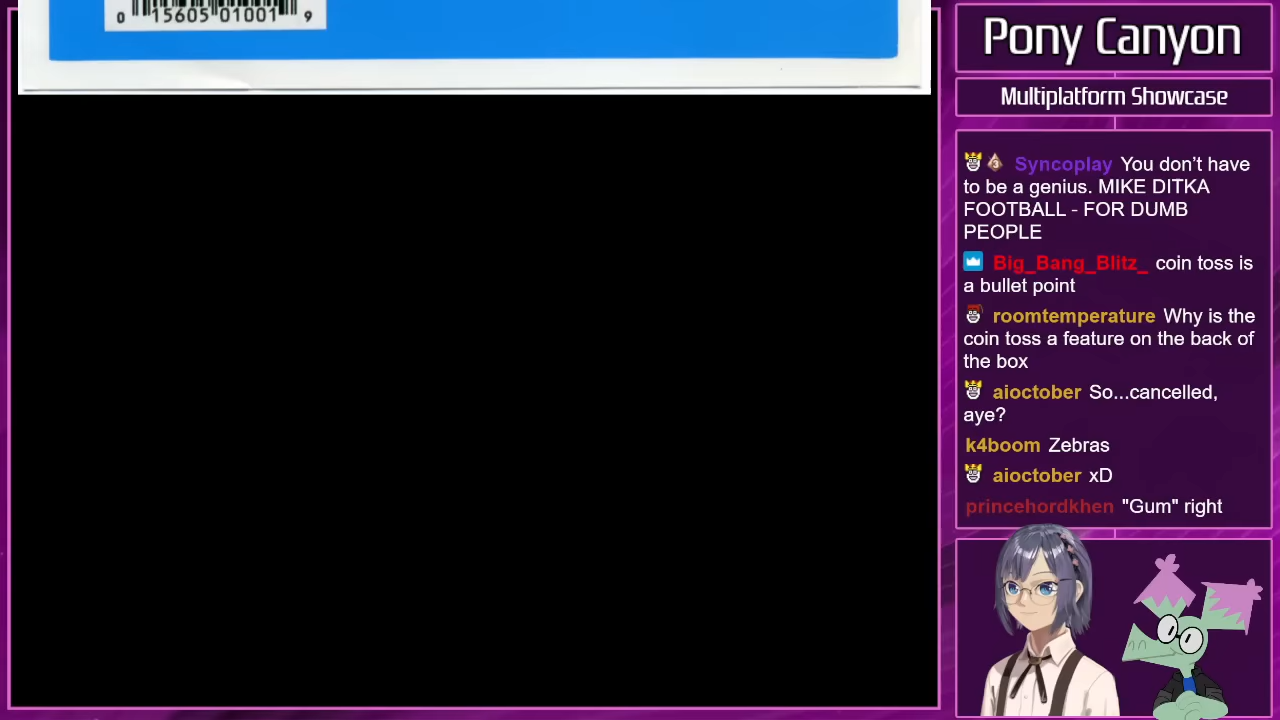 0 15605 01001 9
Pony Canyon
Multiplatform Showcase
Syncoplay You don’t have
to be a genius. MIKE DITKA
FOOTBALL - FOR DUMB
PEOPLE
Big_Bang_Blitz_ coin toss is
a bullet point
roomtemperature Why is the
coin toss a feature on the back of
the box
aioctober So...cancelled,
aye?
k4boom Zebras
aioctober xD
princehordkhen "Gum" right